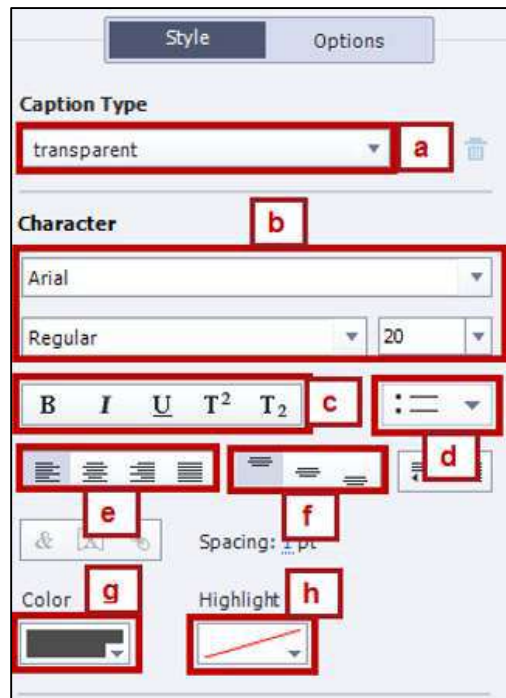 Style Options
Caption Type
transparent a
Character b
Arial
Regular 20
B I U T² T₂ c
d
e f
& [A] Spacing: 1 pt
Color g Highlight h